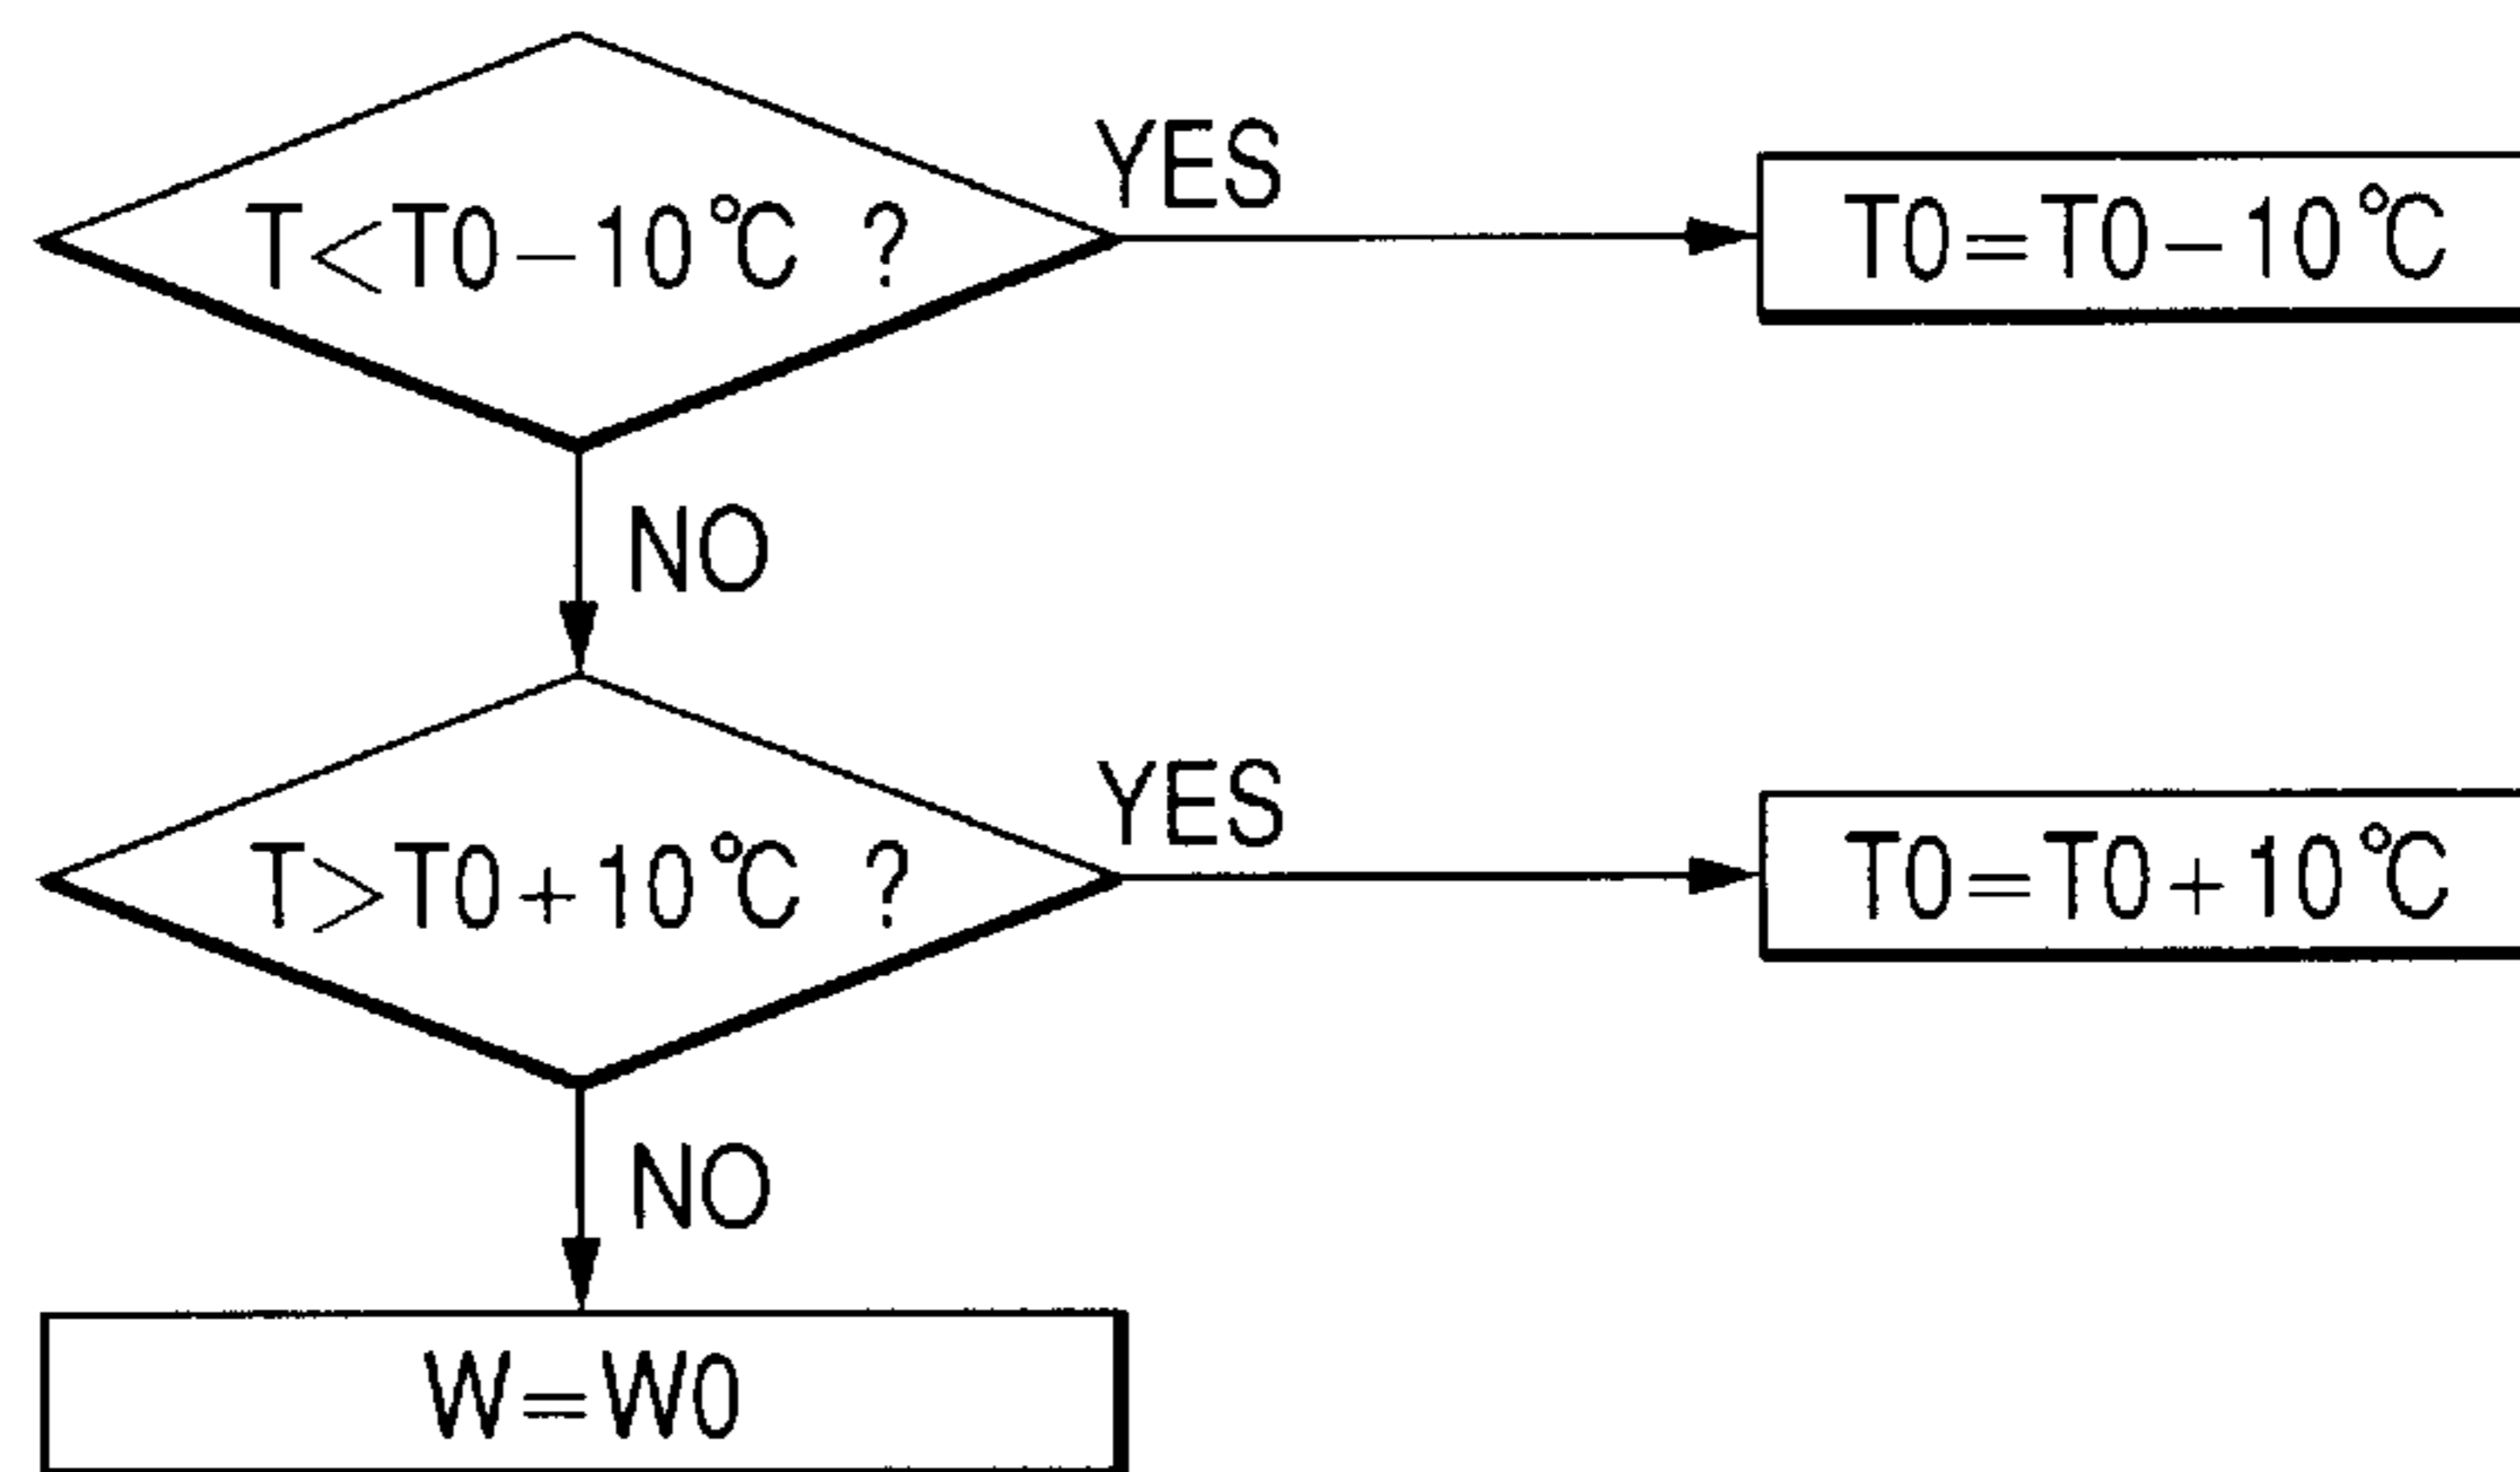 YES
T<T0−10°C ?
T0=T0−10°C
NO
YES
T>T0+10°C ?
T0=T0+10°C
NO
W=W0